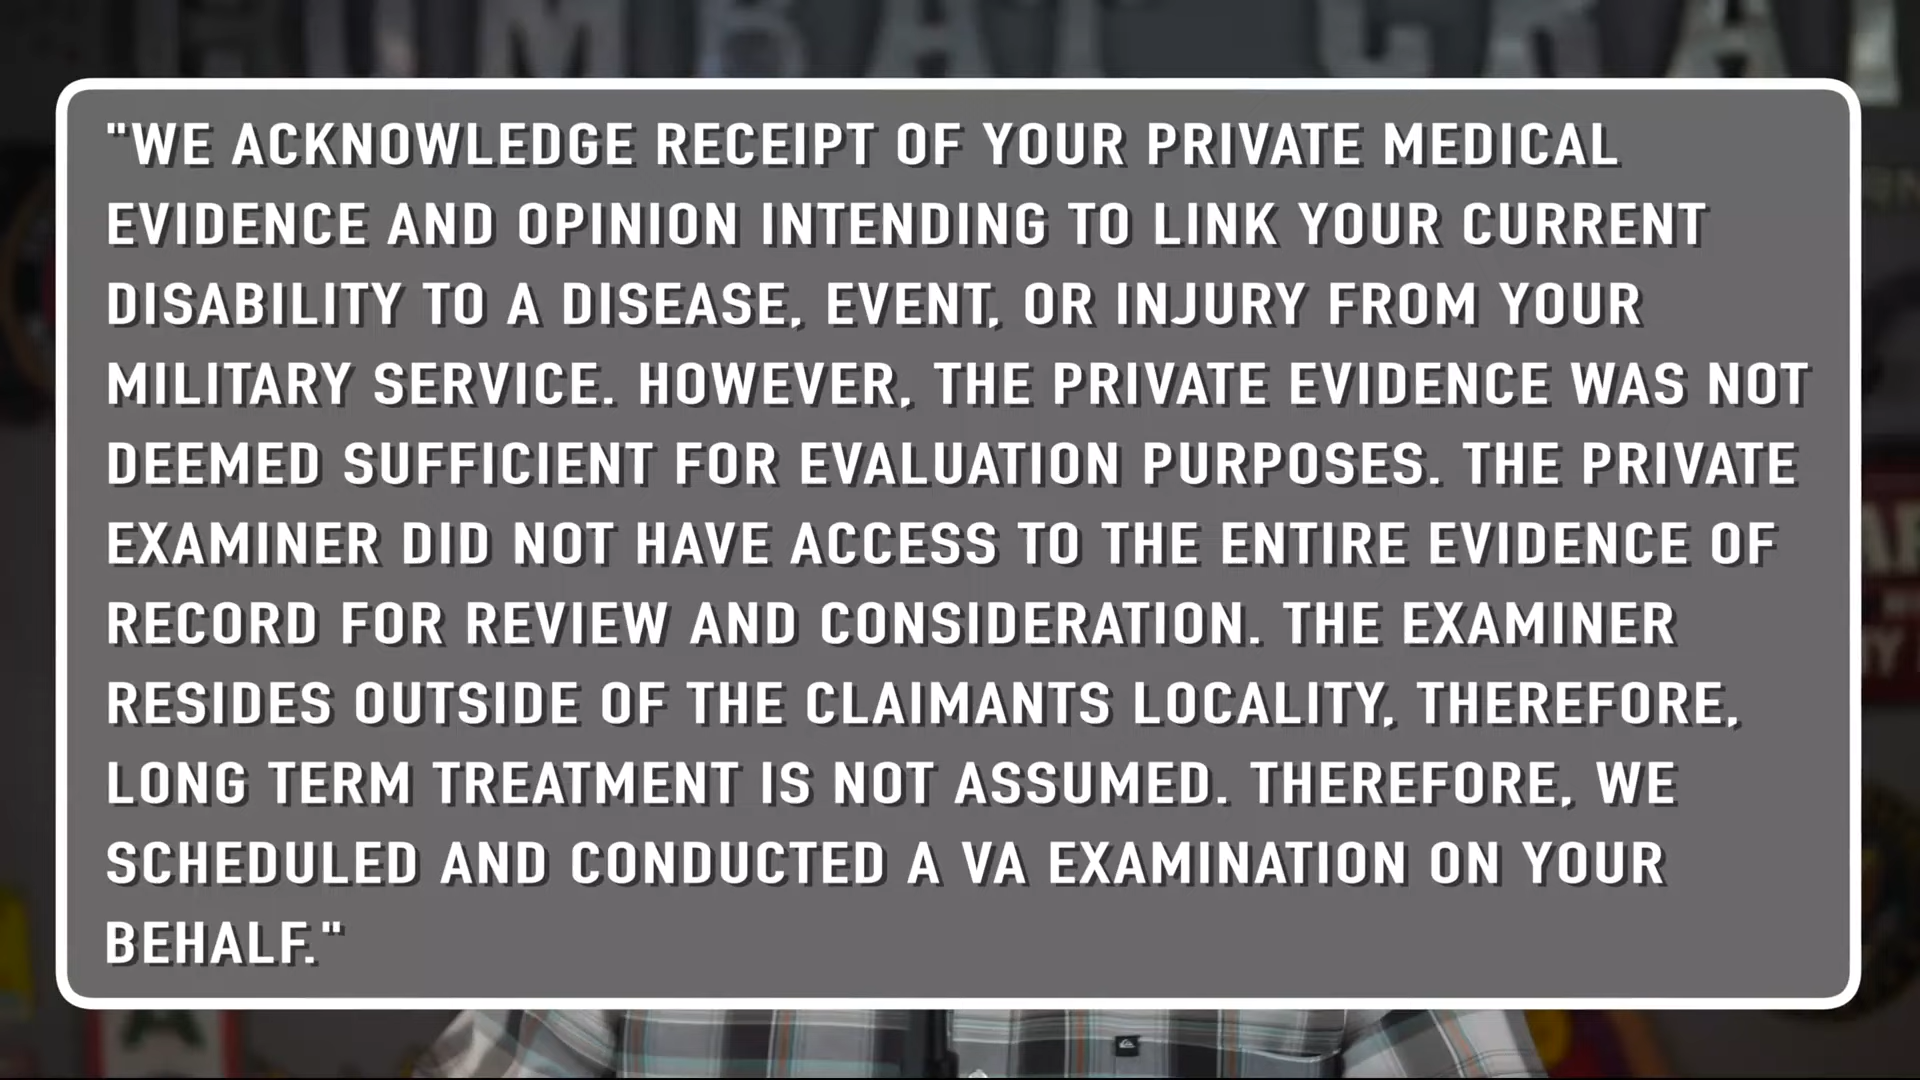 COMBAT CRA
"WE ACKNOWLEDGE RECEIPT OF YOUR PRIVATE MEDICAL
EVIDENCE AND OPINION INTENDING TO LINK YOUR CURRENT
DISABILITY TO A DISEASE, EVENT, OR INJURY FROM YOUR
MILITARY SERVICE. HOWEVER, THE PRIVATE EVIDENCE WAS NOT
DEEMED SUFFICIENT FOR EVALUATION PURPOSES. THE PRIVATE
EXAMINER DID NOT HAVE ACCESS TO THE ENTIRE EVIDENCE OF
RECORD FOR REVIEW AND CONSIDERATION. THE EXAMINER
RESIDES OUTSIDE OF THE CLAIMANTS LOCALITY, THEREFORE,
LONG TERM TREATMENT IS NOT ASSUMED. THEREFORE, WE
SCHEDULED AND CONDUCTED A VA EXAMINATION ON YOUR
BEHALF."